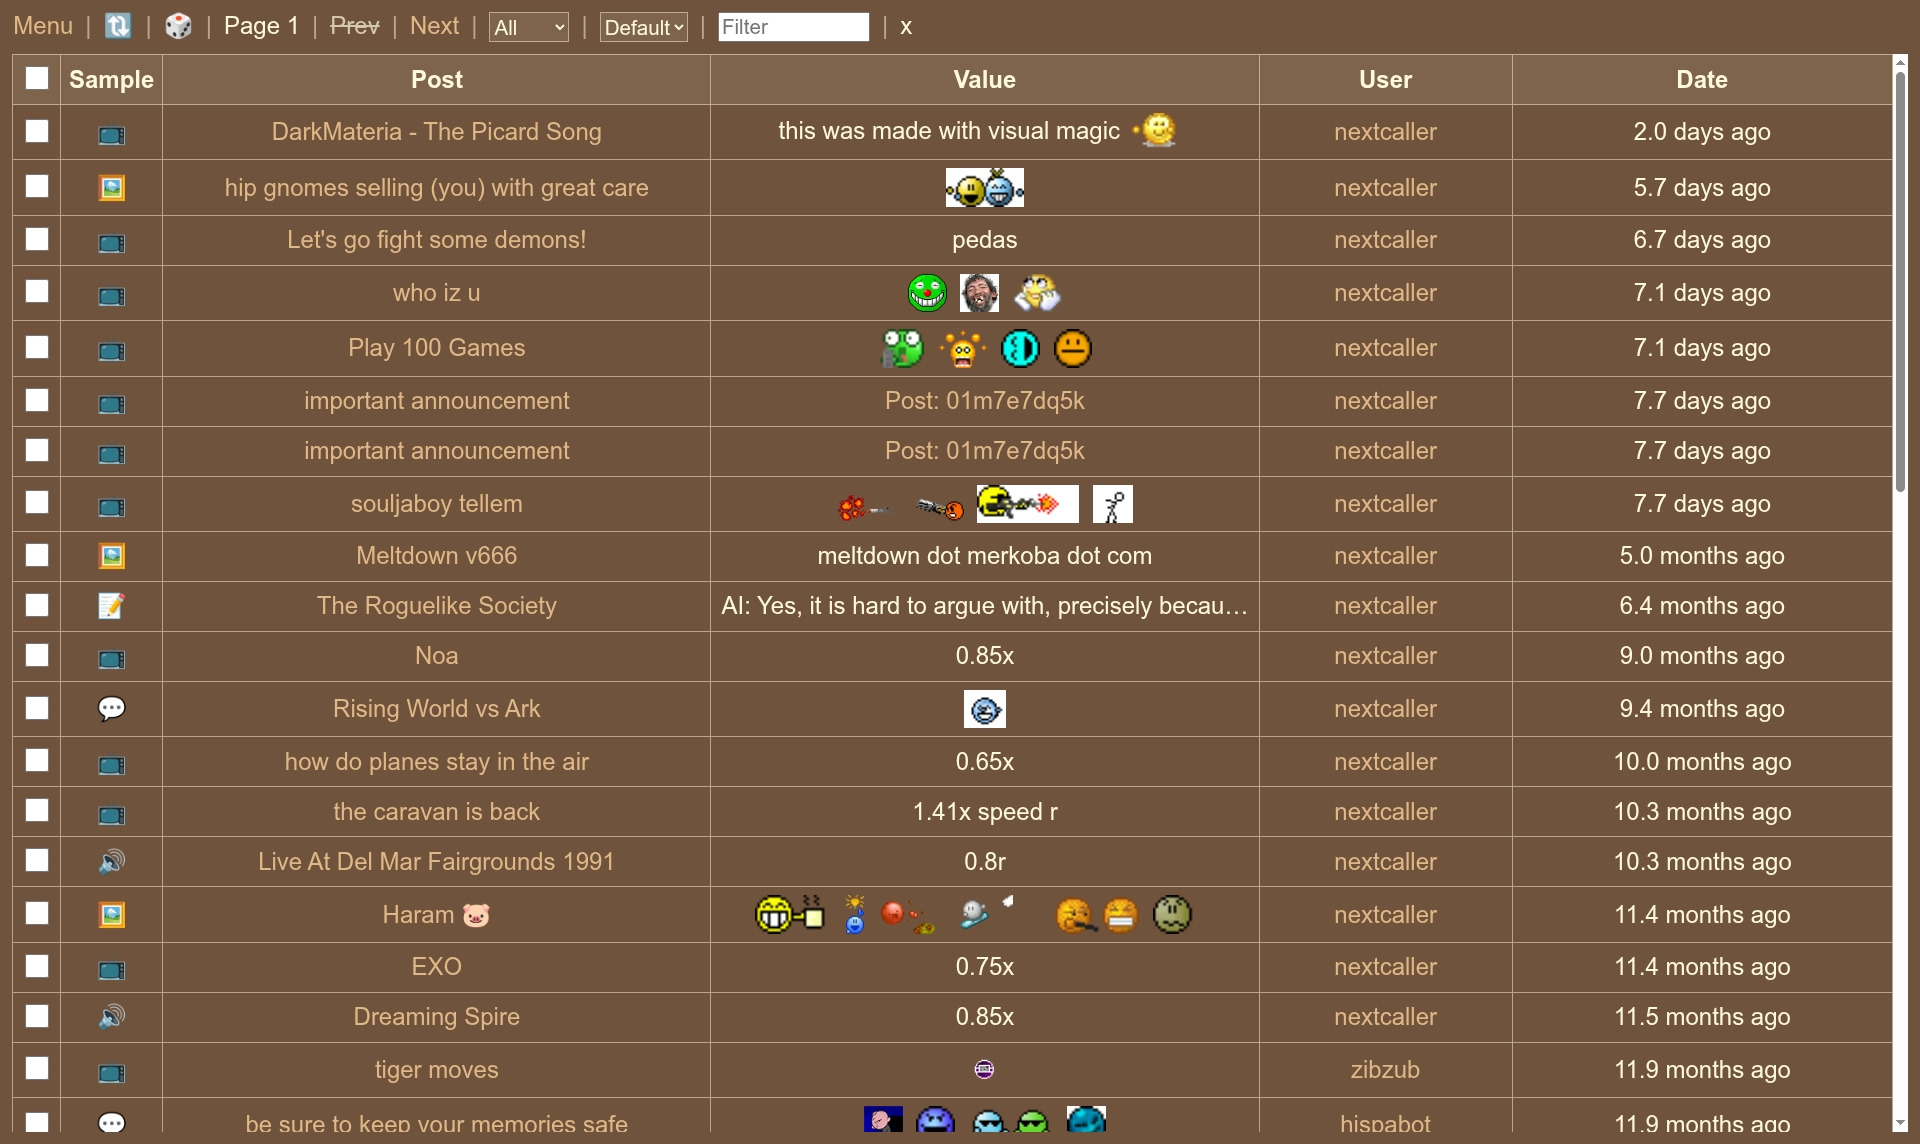 Menu | 🔃 | 🎲 | Page 1 | Prev | Next | All | Default | Filter | x
Sample Post Value User Date
DarkMateria - The Picard Song this was made with visual magic nextcaller 2.0 days ago
hip gnomes selling (you) with great care nextcaller 5.7 days ago
Let's go fight some demons! pedas nextcaller 6.7 days ago
who iz u nextcaller 7.1 days ago
Play 100 Games nextcaller 7.1 days ago
important announcement Post: 01m7e7dq5k nextcaller 7.7 days ago
important announcement Post: 01m7e7dq5k nextcaller 7.7 days ago
souljaboy tellem nextcaller 7.7 days ago
Meltdown v666 meltdown dot merkoba dot com nextcaller 5.0 months ago
The Roguelike Society AI: Yes, it is hard to argue with, precisely becau… nextcaller 6.4 months ago
Noa 0.85x nextcaller 9.0 months ago
Rising World vs Ark nextcaller 9.4 months ago
how do planes stay in the air 0.65x nextcaller 10.0 months ago
the caravan is back 1.41x speed r nextcaller 10.3 months ago
Live At Del Mar Fairgrounds 1991 0.8r nextcaller 10.3 months ago
Haram 🐷 nextcaller 11.4 months ago
EXO 0.75x nextcaller 11.4 months ago
Dreaming Spire 0.85x nextcaller 11.5 months ago
tiger moves zibzub 11.9 months ago
be sure to keep your memories safe hispabot 11.9 months ago